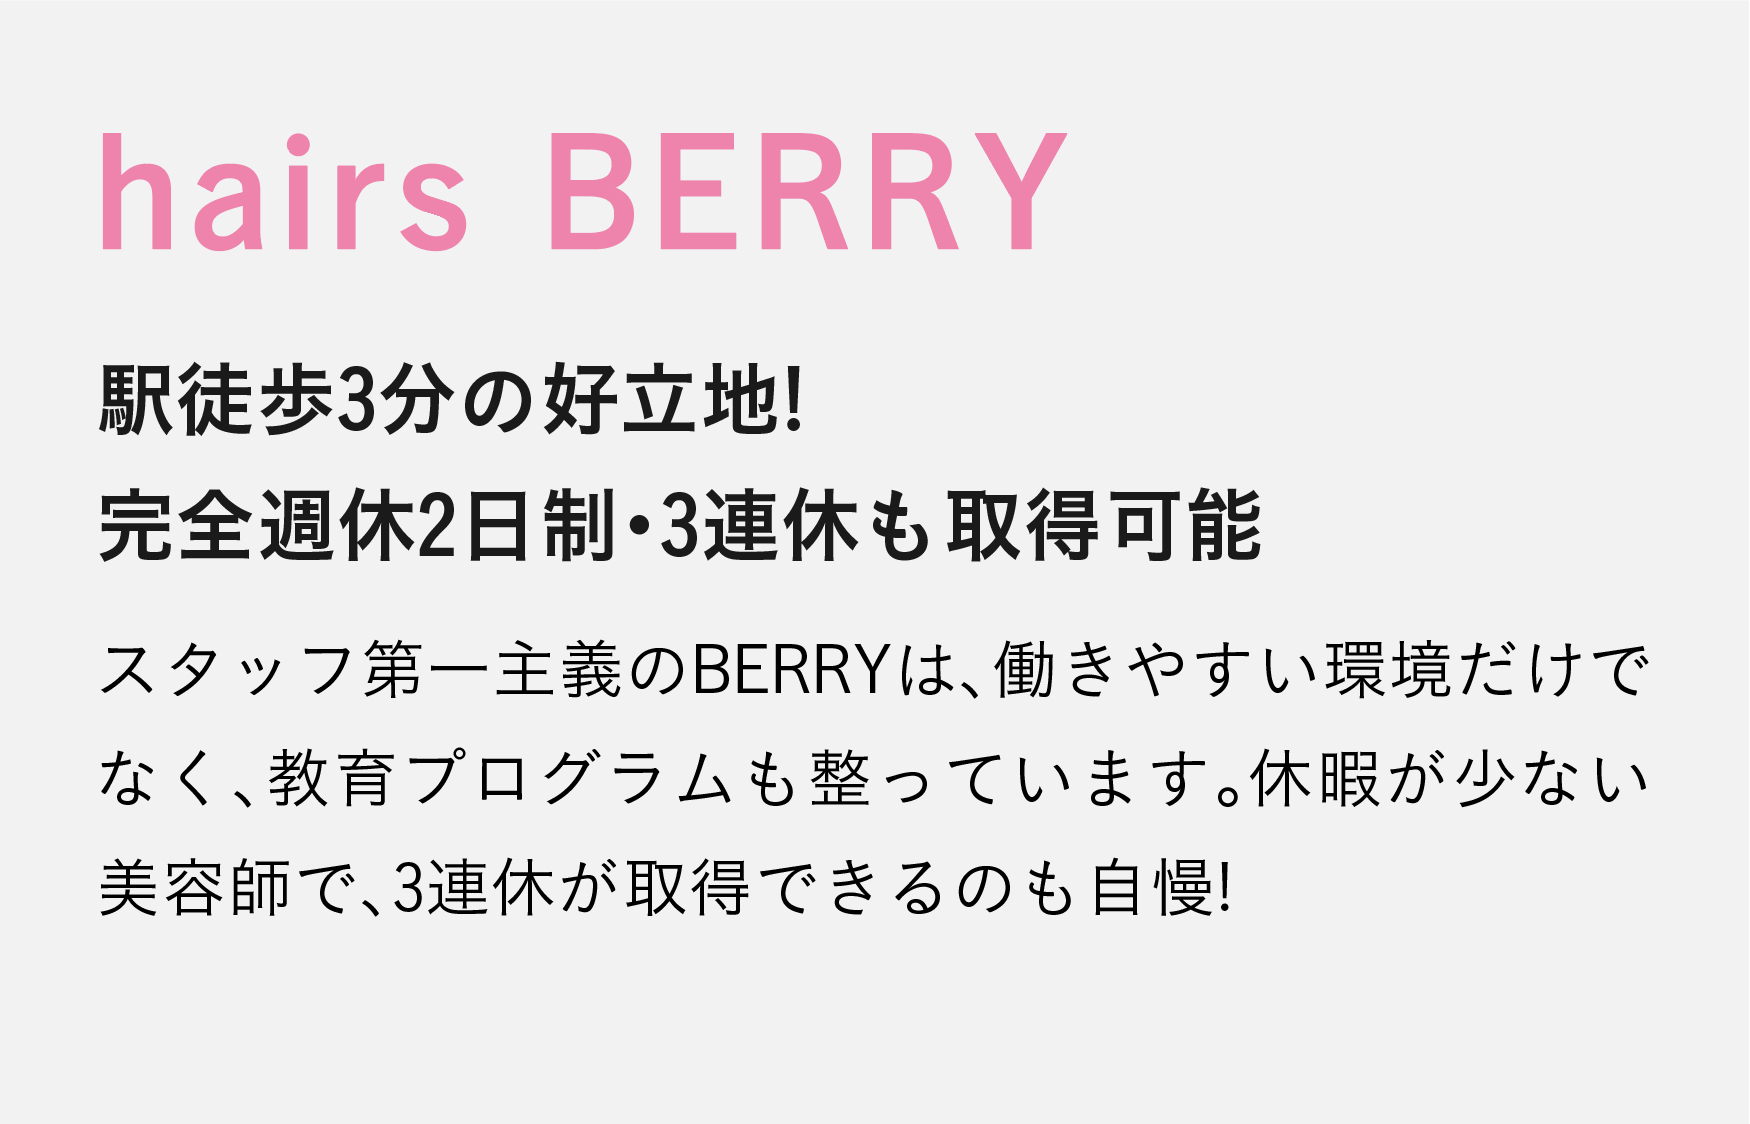 hairs BERRY
駅徒歩3分の好立地!
完全週休2日制・3連休も取得可能
スタッフ第一主義のBERRYは、働きやすい環境だけで
なく、教育プログラムも整っています。休暇が少ない
美容師で、3連休が取得できるのも自慢!